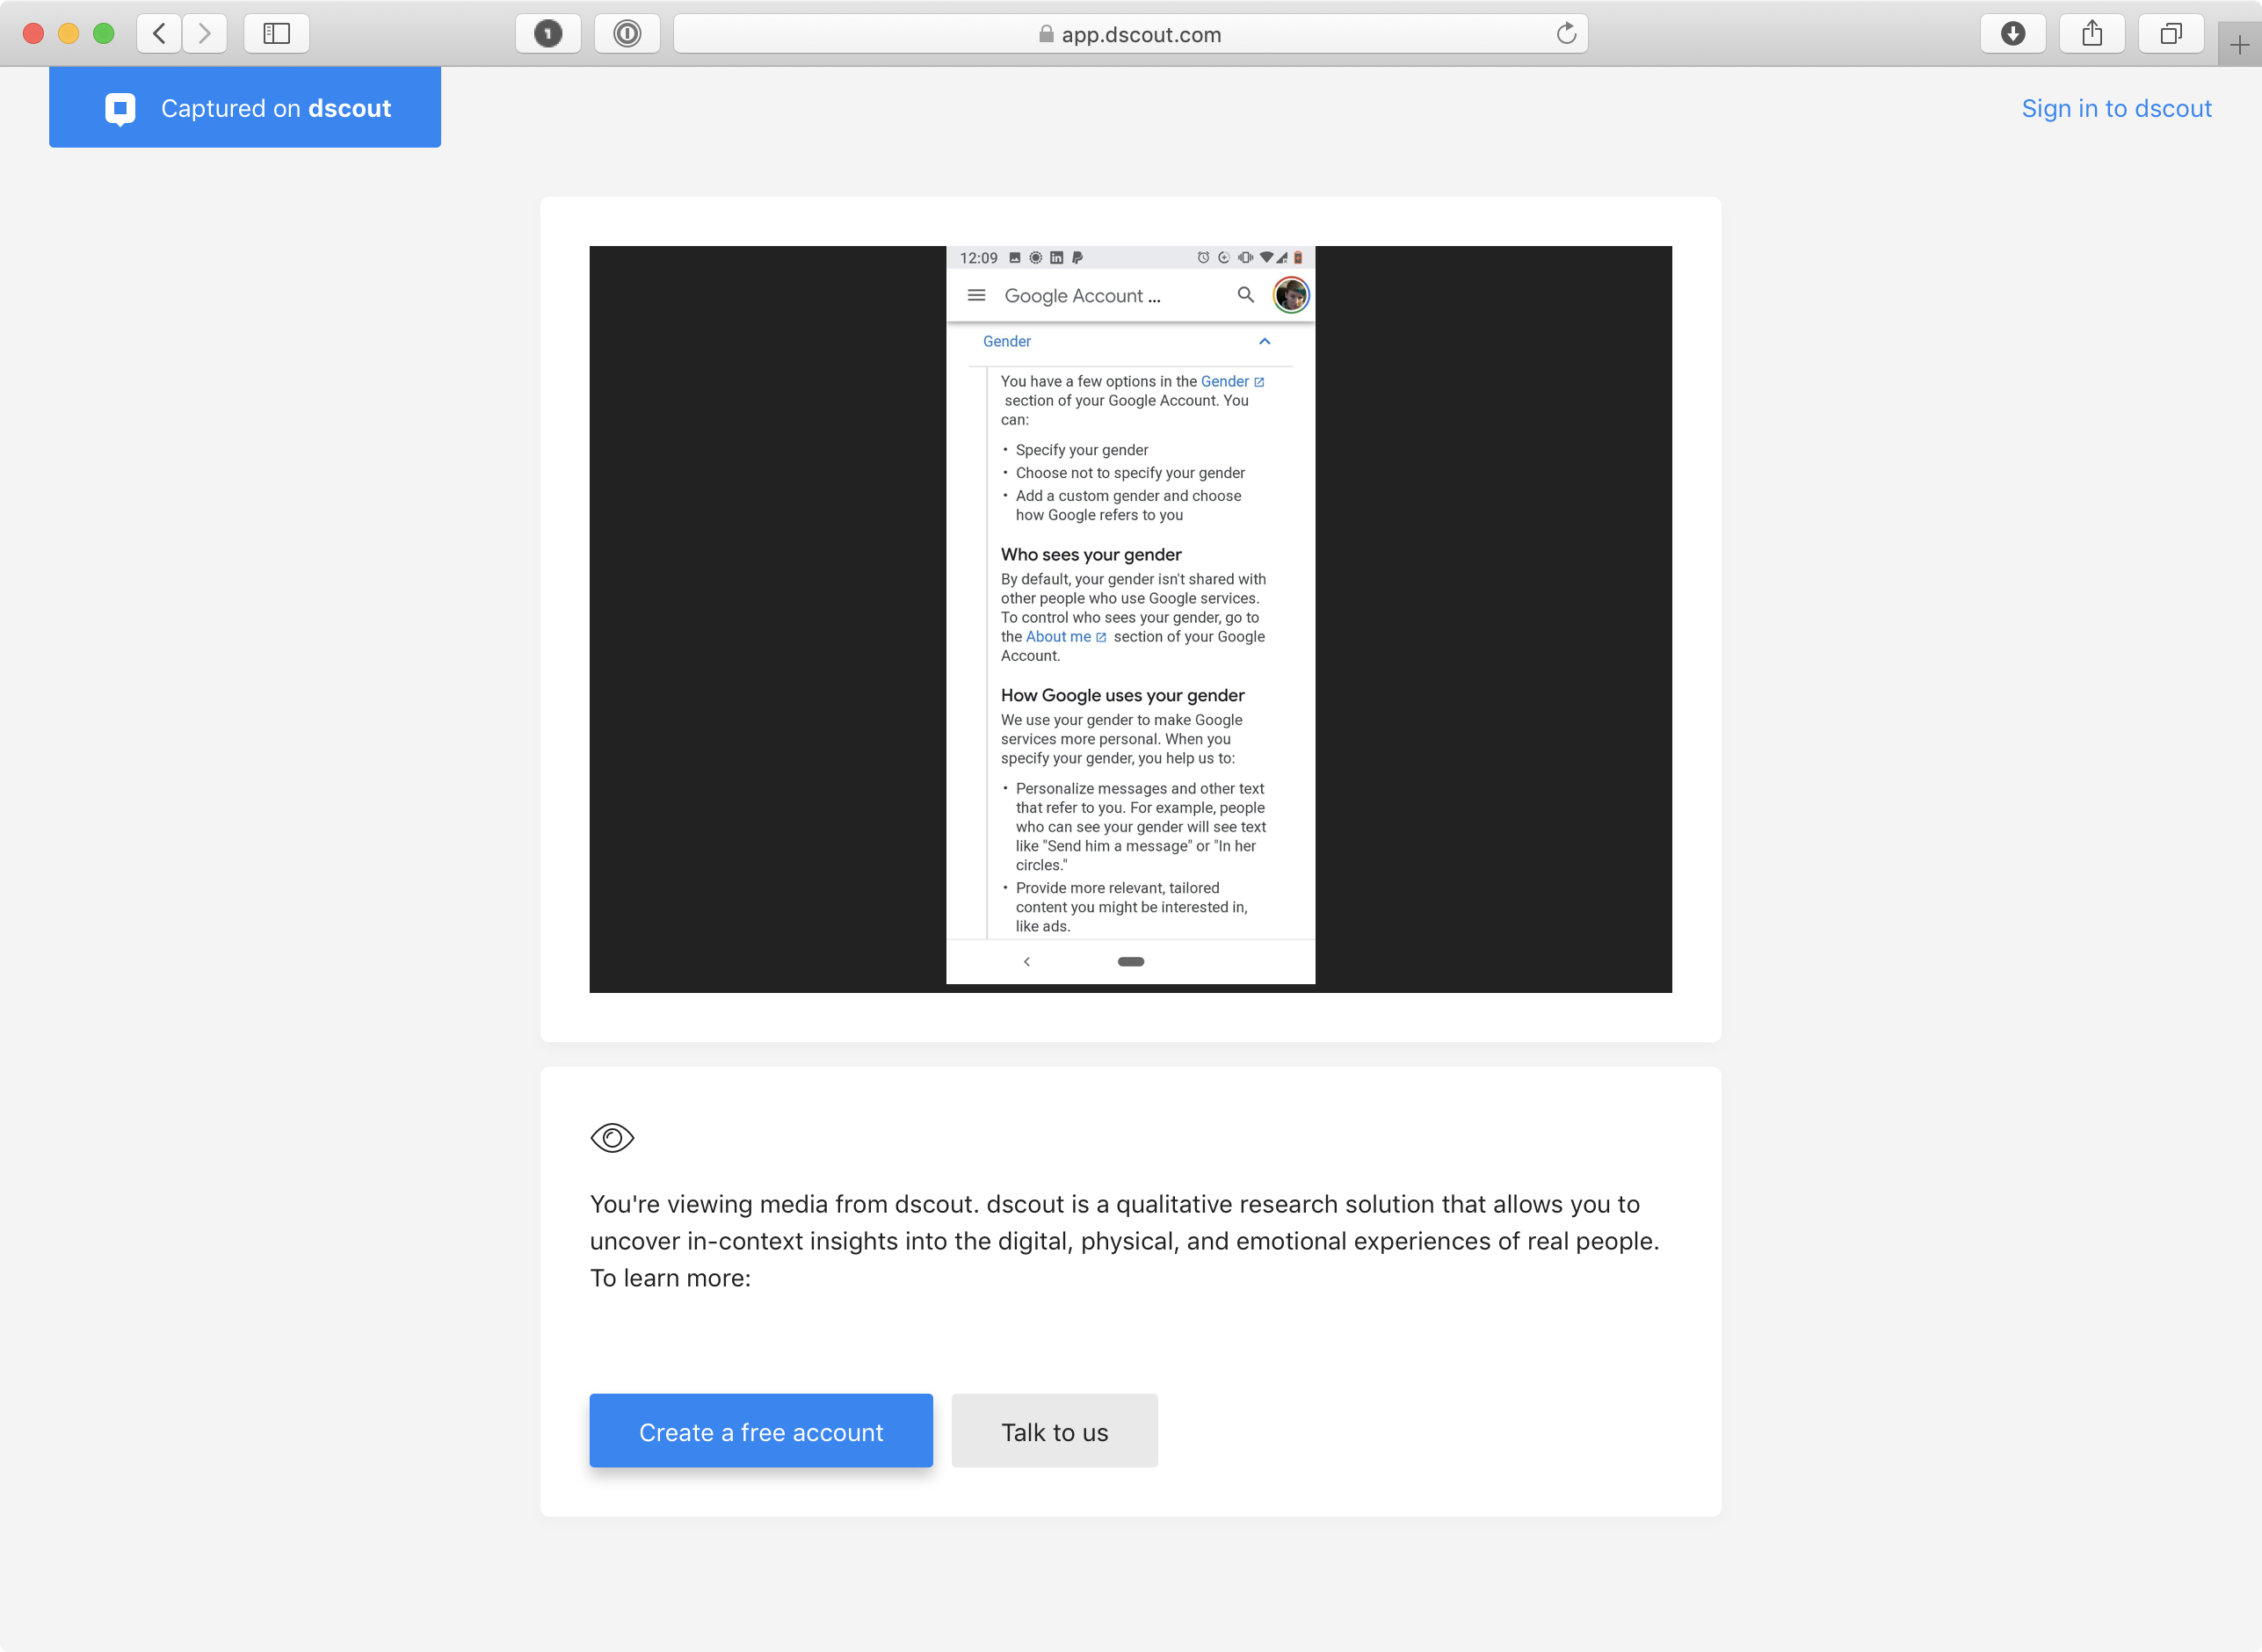 app.dscout.com
Captured on dscout
Sign in to dscout
12:09
Google Account ...
Gender
You have a few options in the Gender
section of your Google Account. You
can:
• Specify your gender
• Choose not to specify your gender
• Add a custom gender and choose
how Google refers to you
Who sees your gender
By default, your gender isn't shared with
other people who use Google services.
To control who sees your gender, go to
the About me section of your Google
Account.
How Google uses your gender
We use your gender to make Google
services more personal. When you
specify your gender, you help us to:
• Personalize messages and other text
that refer to you. For example, people
who can see your gender will see text
like "Send him a message" or "In her
circles."
• Provide more relevant, tailored
content you might be interested in,
like ads.
You're viewing media from dscout. dscout is a qualitative research solution that allows you to
uncover in-context insights into the digital, physical, and emotional experiences of real people.
To learn more:
Create a free account
Talk to us